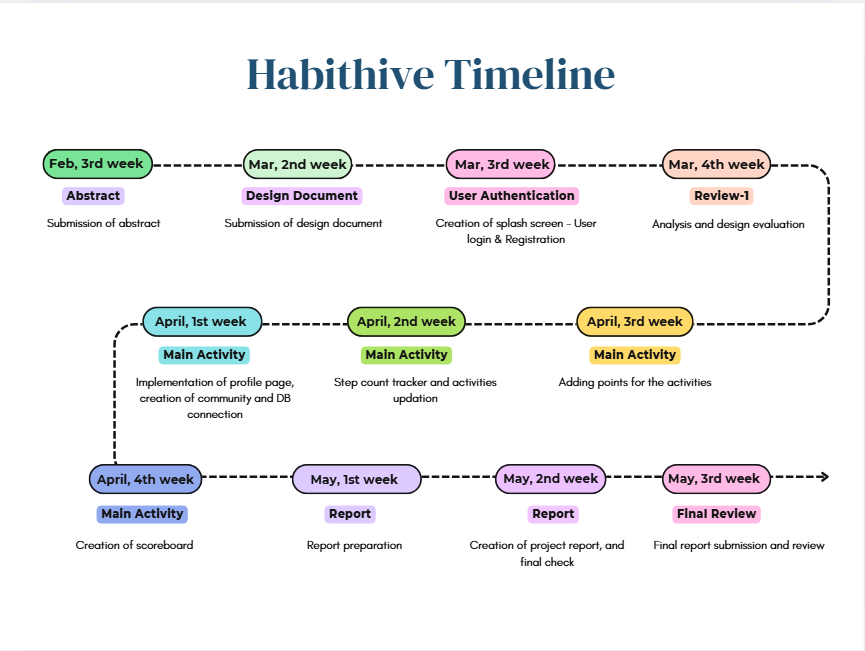 Habithive Timeline
Feb, 3rd week
Abstract
Submission of abstract
Mar, 2nd week
Design Document
Submission of design document
Mar, 3rd week
User Authentication
Creation of splash screen - User
login & Registration
Mar, 4th week
Review-1
Analysis and design evaluation
April, 1st week
Main Activity
Implementation of profile page,
creation of community and DB
connection
April, 2nd week
Main Activity
Step count tracker and activities
updation
April, 3rd week
Main Activity
Adding points for the activities
April, 4th week
Main Activity
Creation of scoreboard
May, 1st week
Report
Report preparation
May, 2nd week
Report
Creation of project report, and
final check
May, 3rd week
Final Review
Final report submission and review